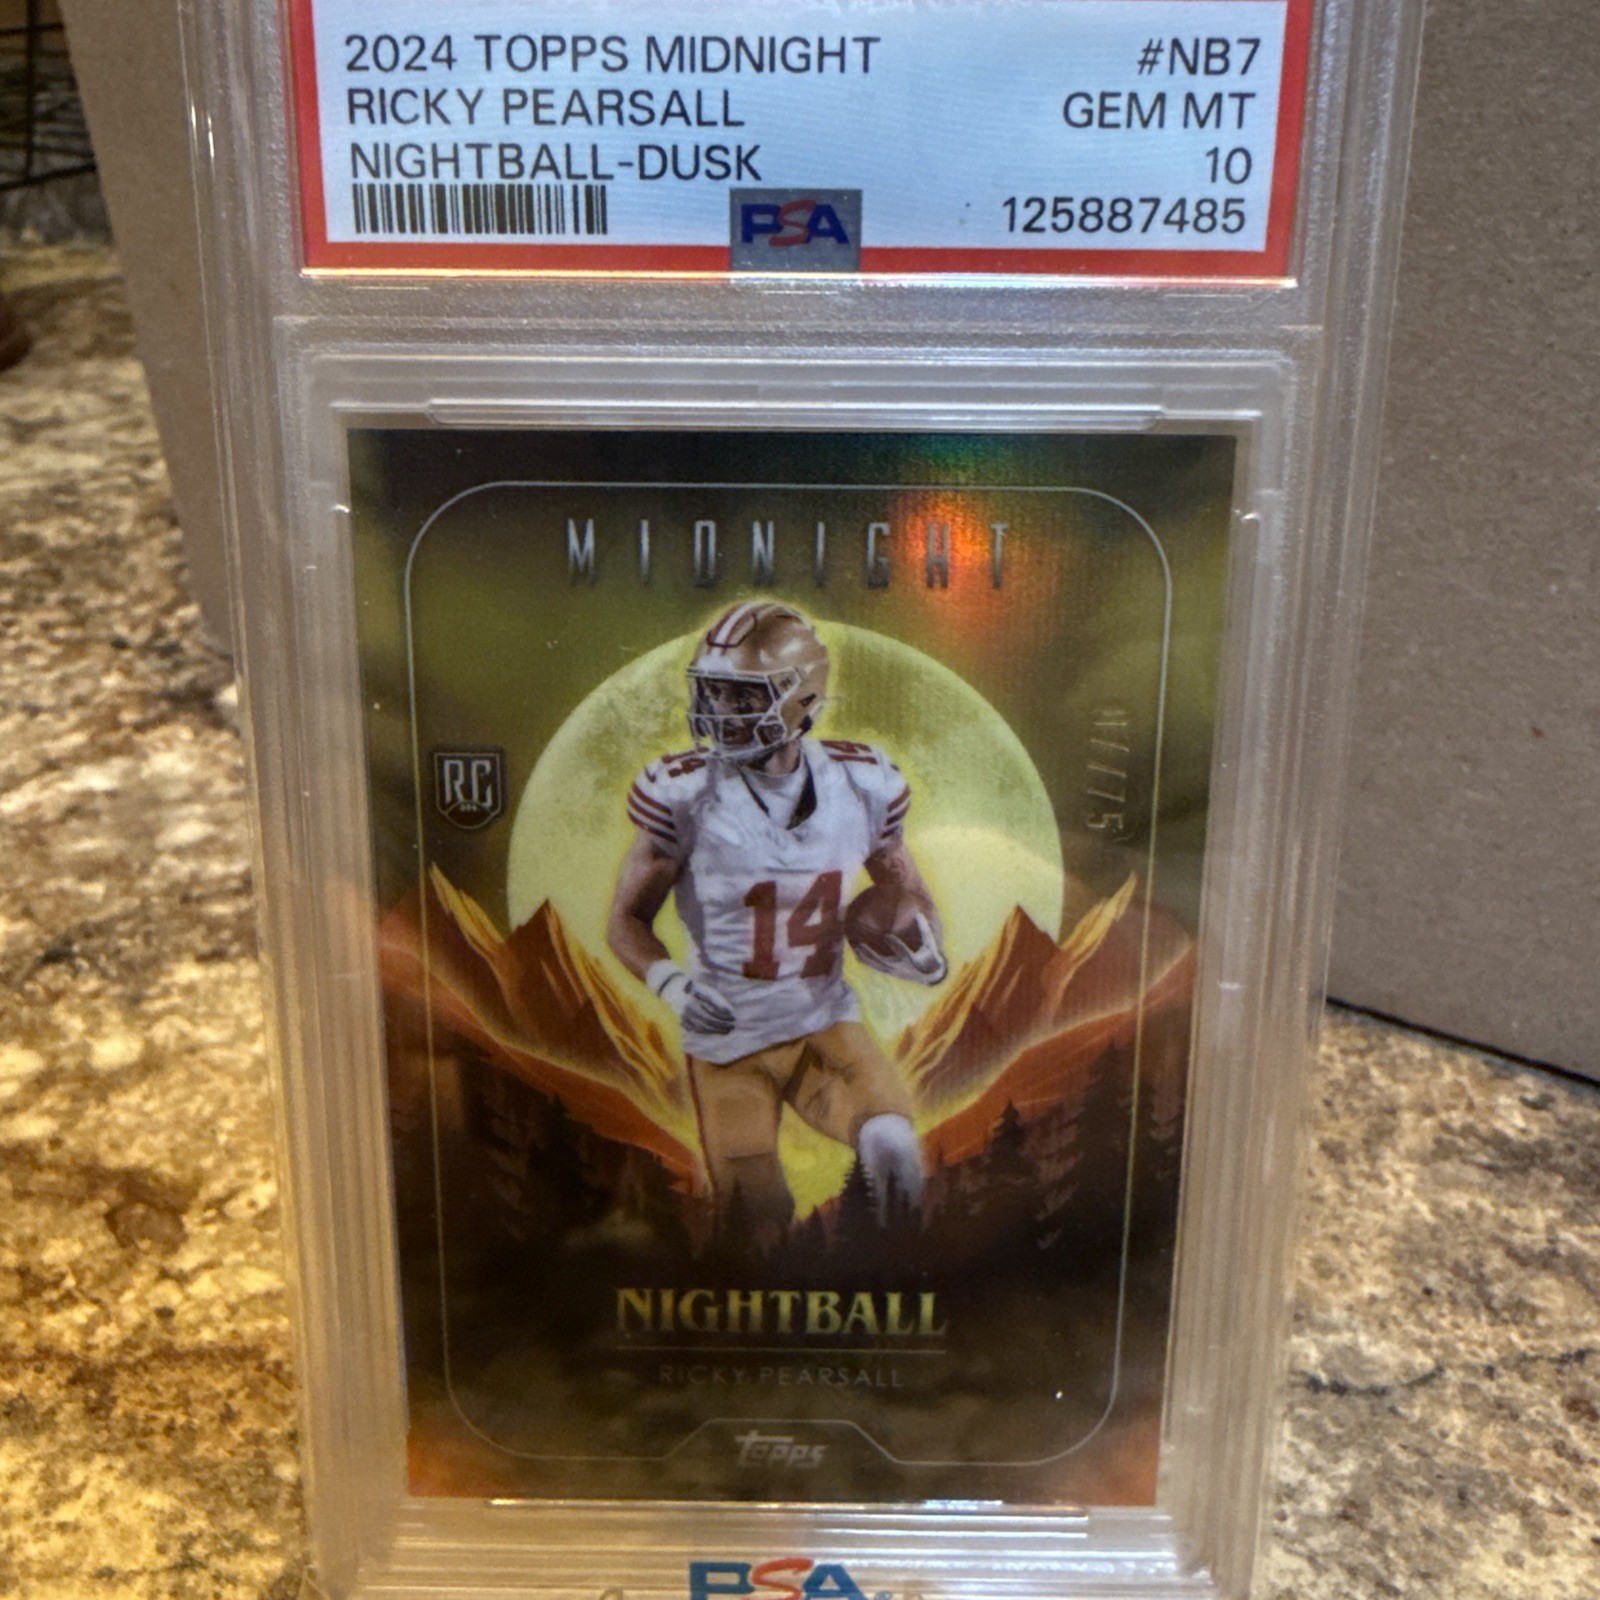 2024 TOPPS MIDNIGHT #NB7
RICKY PEARSALL GEM MT
NIGHTBALL-DUSK 10
PSA 125887485
MIDNIGHT
RC
14 14
14
NIGHTBALL
RICKY PEARSALL
Topps
PSA